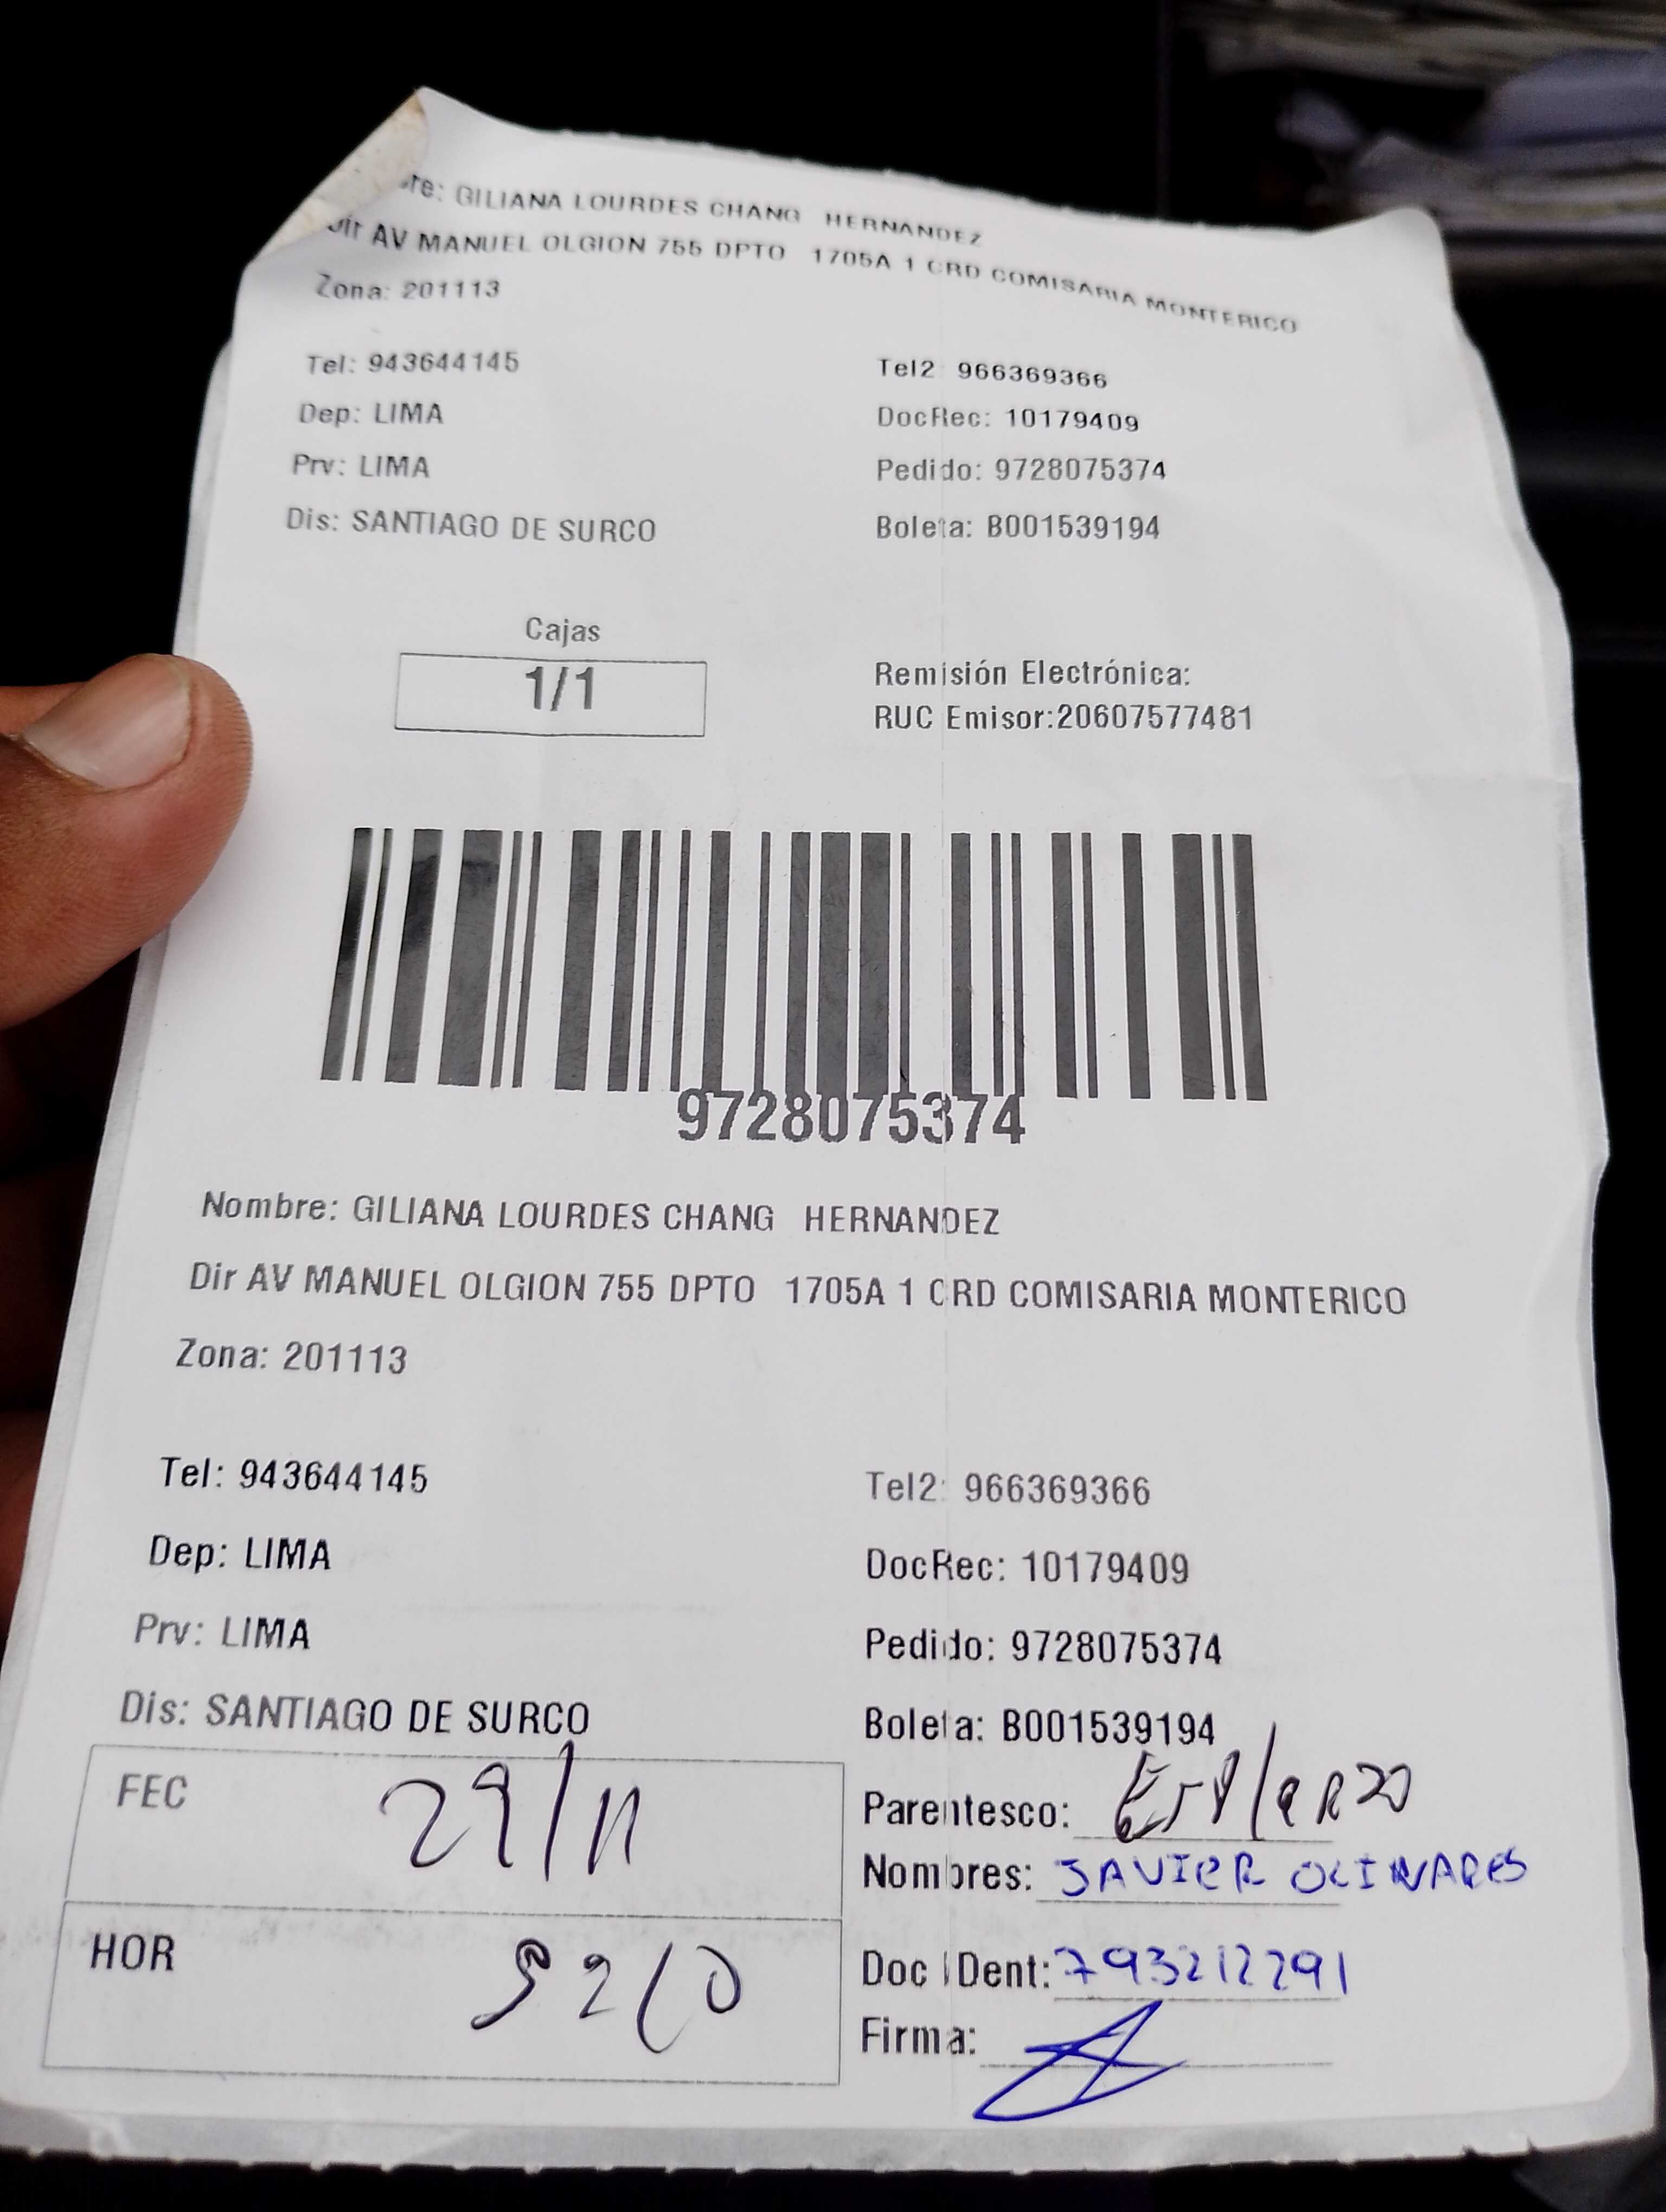 re: GILIANA LOURDES CHANG HERNANDEZ
Dir AV MANUEL OLGION 755 DPTO 1705A 1 CRD COMISARIA MONTERICO
Zona: 201113
Tel: 943644145 Tel2 966369366
Dep: LIMA DocRec: 10179409
Prv: LIMA Pedido: 9728075374
Dis: SANTIAGO DE SURCO Boleta: B001539194
Cajas
1/1
Remisión Electrónica:
RUC Emisor:20607577481
9728075374
Nombre: GILIANA LOURDES CHANG HERNANDEZ
Dir AV MANUEL OLGION 755 DPTO 1705A 1 CRD COMISARIA MONTERICO
Zona: 201113
Tel: 943644145 Tel2: 966369366
Dep: LIMA DocRec: 10179409
Prv: LIMA Pedido: 9728075374
Dis: SANTIAGO DE SURCO Boleta: B001539194
FEC 29/11
Parentesco:
Nombres: JAVIER OLINARES
HOR
Doc IDent: 793212291
Firma: